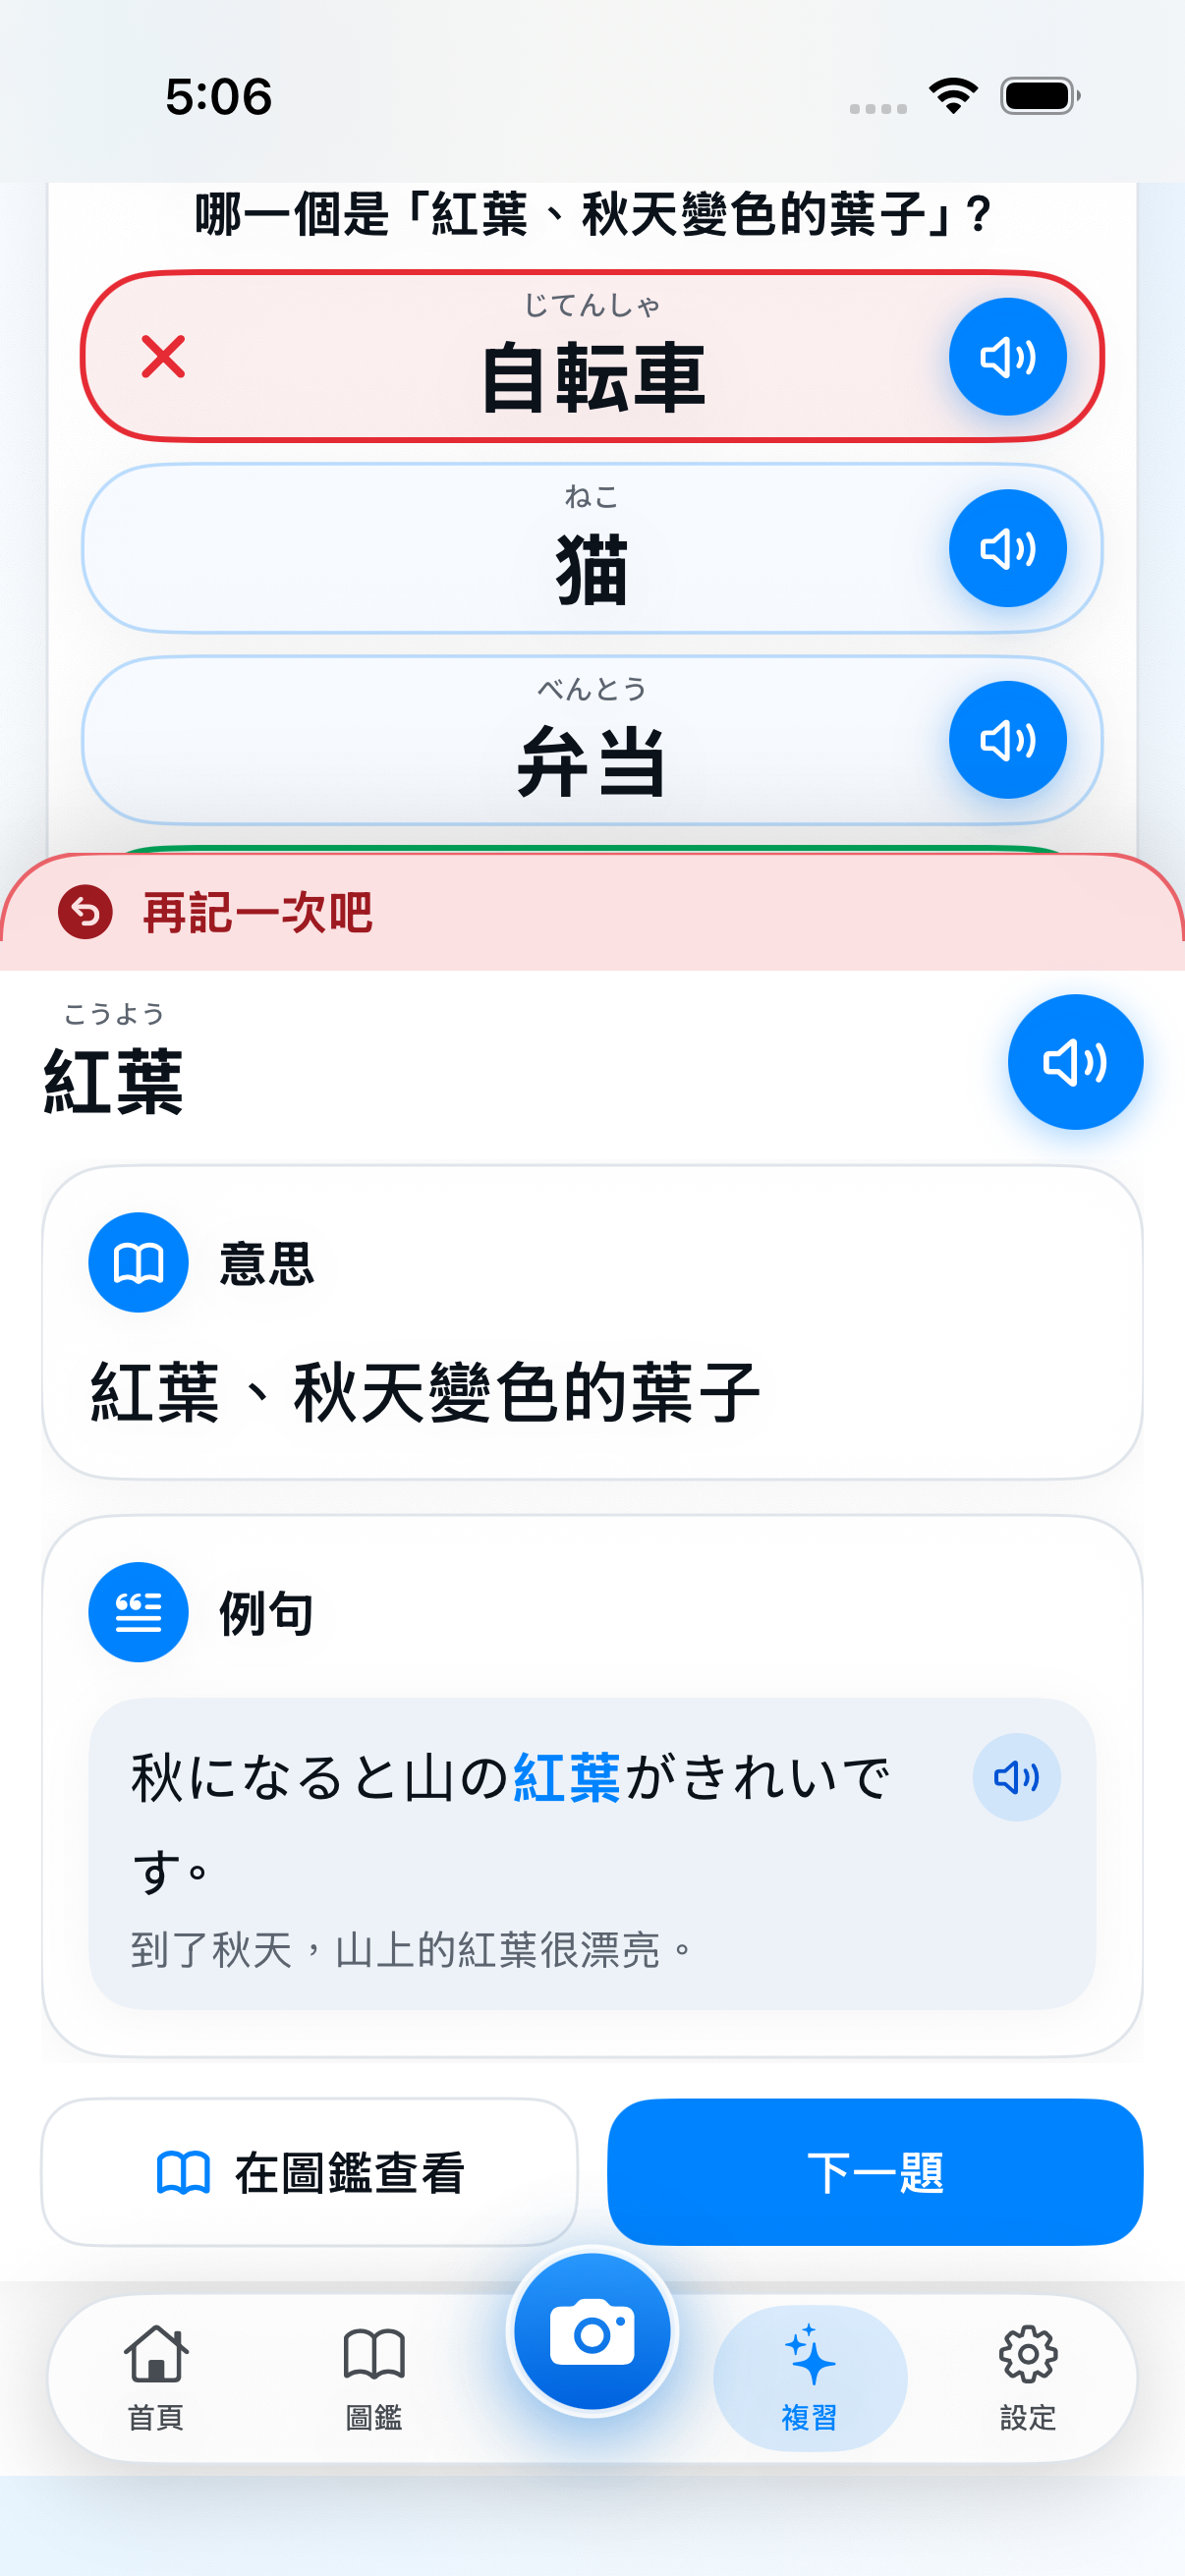 5:06
哪一個是「紅葉、秋天變色的葉子」?
じてんしゃ
自転車
ねこ
猫
べんとう
弁当
再記一次吧
こうよう
紅葉
意思
紅葉、秋天變色的葉子
例句
秋になると山の紅葉がきれいで
す。
到了秋天，山上的紅葉很漂亮。
在圖鑑查看
下一題
首頁
圖鑑
複習
設定